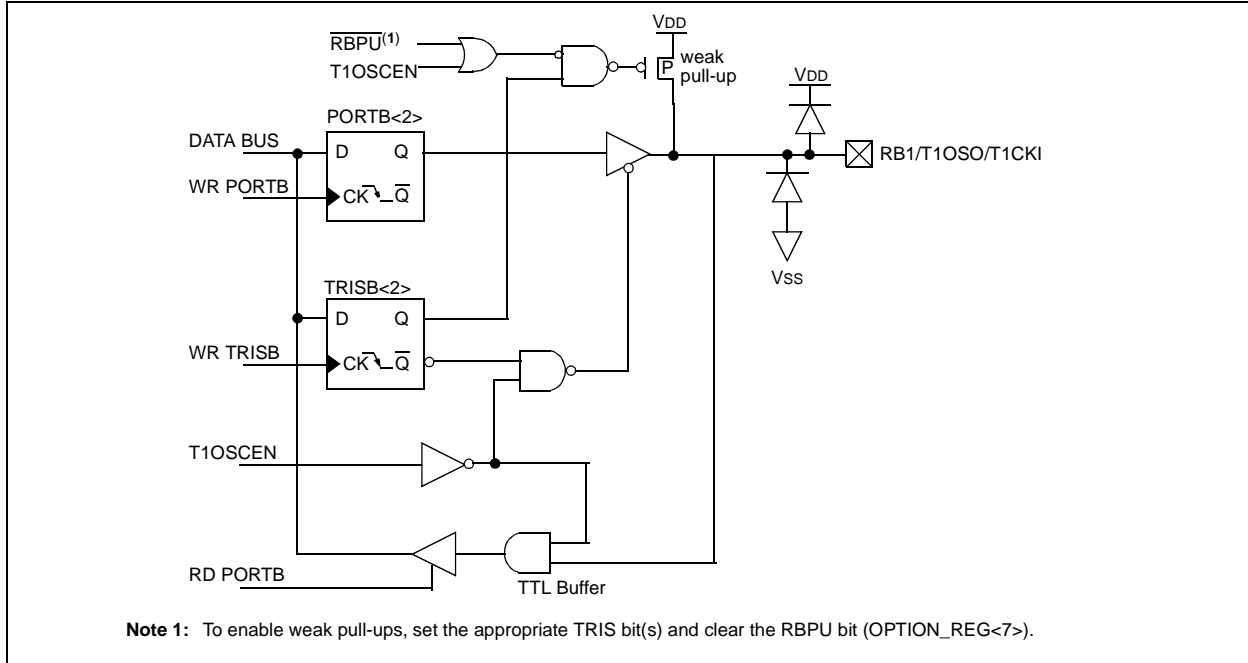 VDD
R̅B̅P̅U̅(1)
T1OSCEN
P
weak
pull-up
VDD
PORTB<2>
DATA BUS
D
Q
RB1/T1OSO/T1CKI
WR PORTB
CK
Q̅
VSS
TRISB<2>
D
Q
WR TRISB
CK
Q̅
T1OSCEN
RD PORTB
TTL Buffer
Note 1: To enable weak pull-ups, set the appropriate TRIS bit(s) and clear the RBPU bit (OPTION_REG<7>).